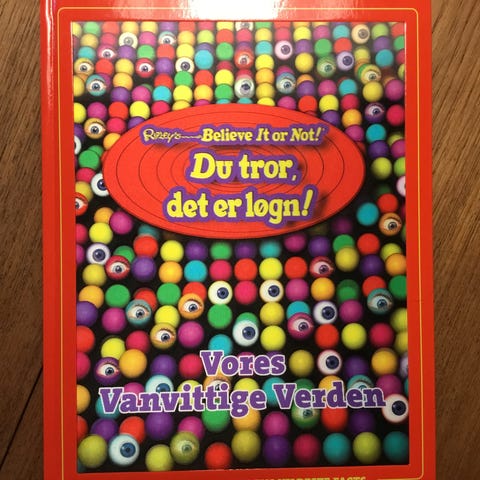 Ripley's Believe It or Not!
Du tror,
det er løgn!
Vores
Vanvittige Verden